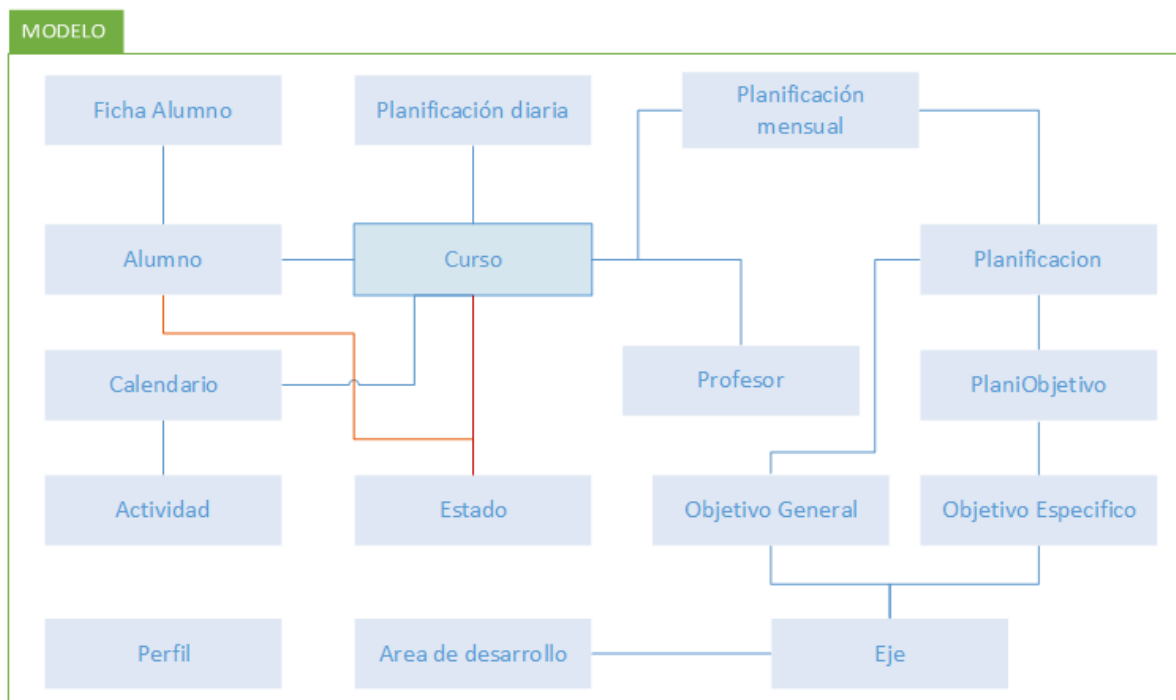 MODELO
Ficha Alumno
Planificación diaria
Planificación
mensual
Alumno
Curso
Planificacion
Calendario
Profesor
PlaniObjetivo
Actividad
Estado
Objetivo General
Objetivo Especifico
Perfil
Area de desarrollo
Eje